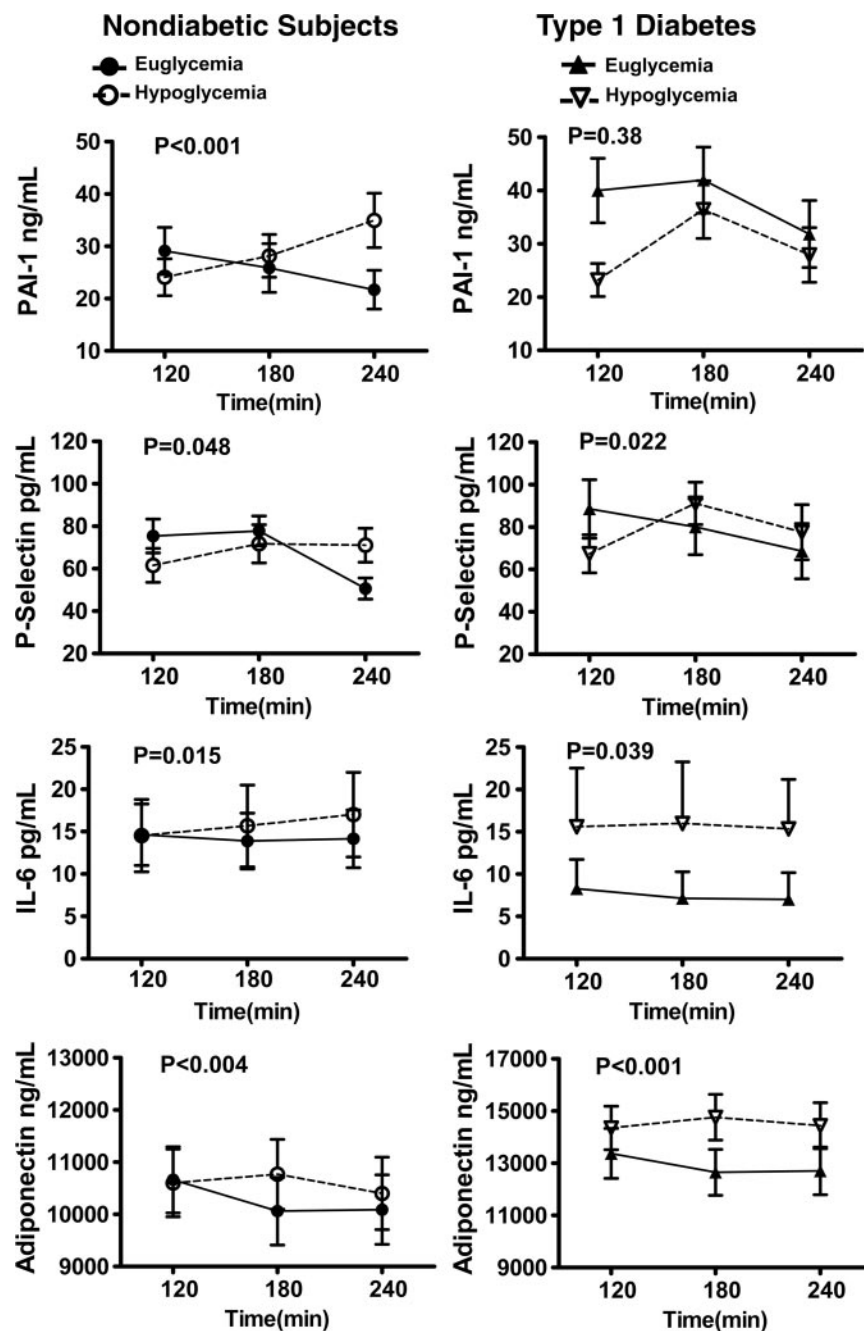 Nondiabetic Subjects
Euglycemia
Hypoglycemia
Type 1 Diabetes
Euglycemia
Hypoglycemia
P<0.001
PAI-1 ng/mL
50
40
30
20
10
120 180 240
Time(min)
P=0.38
PAI-1 ng/mL
50
40
30
20
10
120 180 240
Time(min)
P=0.048
P-Selectin pg/mL
120
100
80
60
40
20
120 180 240
Time(min)
P=0.022
P-Selectin pg/mL
120
100
80
60
40
20
120 180 240
Time(min)
P=0.015
IL-6 pg/mL
25
20
15
10
5
0
120 180 240
Time(min)
P=0.039
IL-6 pg/mL
25
20
15
10
5
0
120 180 240
Time(min)
P<0.004
Adiponectin ng/mL
13000
12000
11000
10000
9000
120 180 240
Time(min)
P<0.001
Adiponectin ng/mL
17000
15000
13000
11000
9000
120 180 240
Time(min)